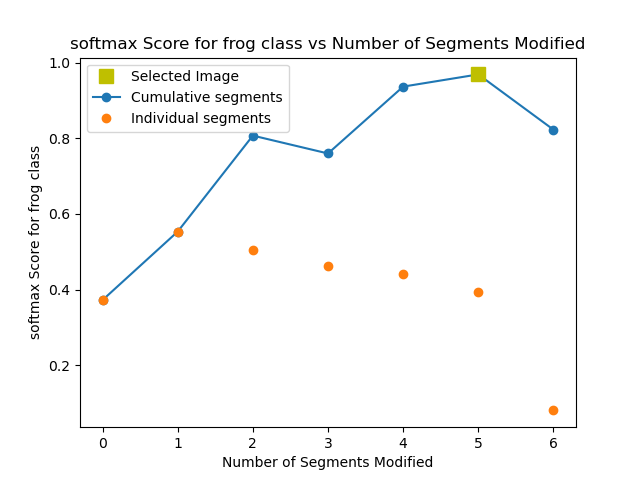 softmax Score for frog class vs Number of Segments Modified
Selected Image
Cumulative segments
Individual segments
softmax Score for frog class
1.0
0.8
0.6
0.4
0.2
0 1 2 3 4 5 6
Number of Segments Modified